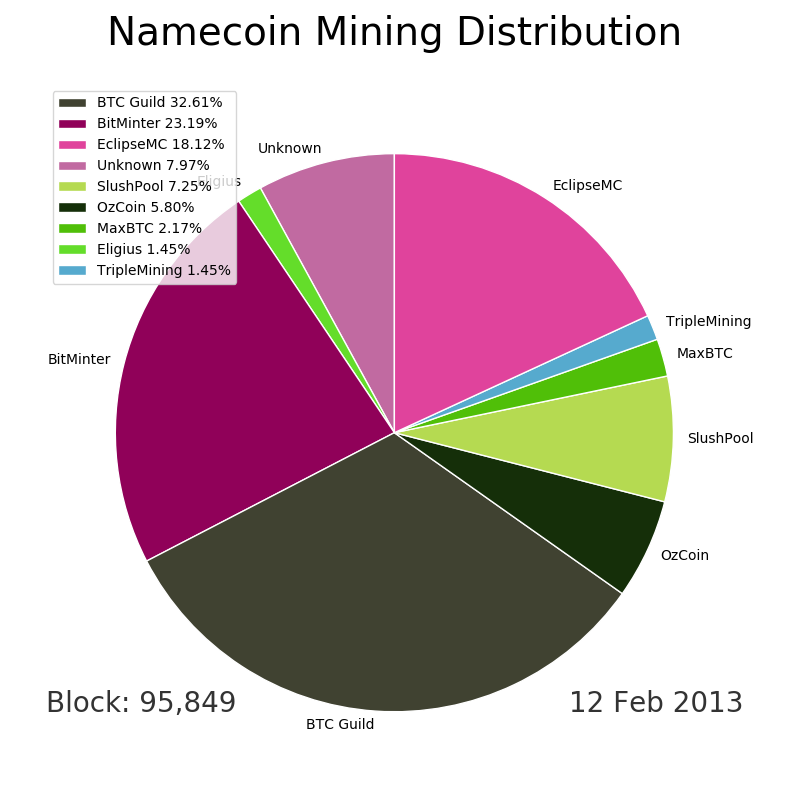 Namecoin Mining Distribution
BTC Guild 32.61%
BitMinter 23.19%
EclipseMC 18.12%
Unknown 7.97%
SlushPool 7.25%
OzCoin 5.80%
MaxBTC 2.17%
Eligius 1.45%
TripleMining 1.45%
Unknown
Eligius
EclipseMC
TripleMining
MaxBTC
BitMinter
SlushPool
OzCoin
BTC Guild
Block: 95,849
12 Feb 2013